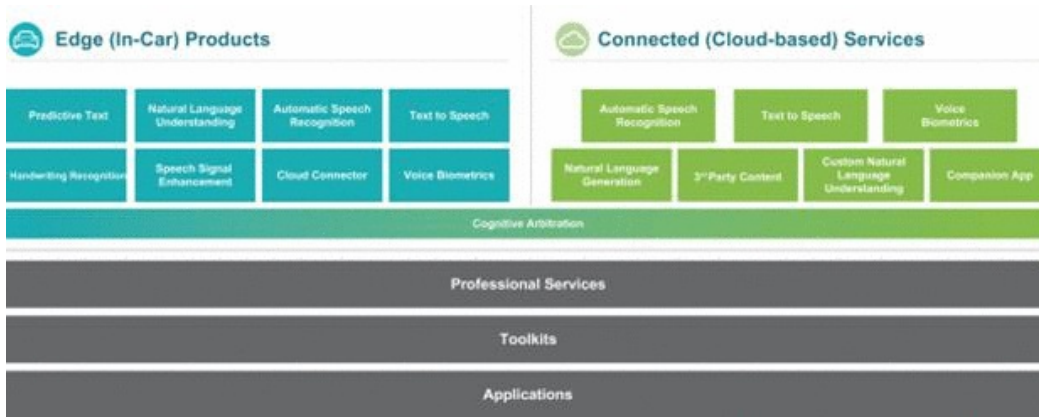 Edge (In-Car) Products
Connected (Cloud-based) Services
Predictive Text
Natural Language
Understanding
Automatic Speech
Recognition
Text to Speech
Handwriting Recognition
Speech Signal
Enhancement
Cloud Connector
Voice Biometrics
Automatic Speech
Recognition
Text to Speech
Voice
Biometrics
Natural Language
Generation
3rd Party Content
Custom Natural
Language
Understanding
Companion App
Cognitive Arbitration
Professional Services
Toolkits
Applications